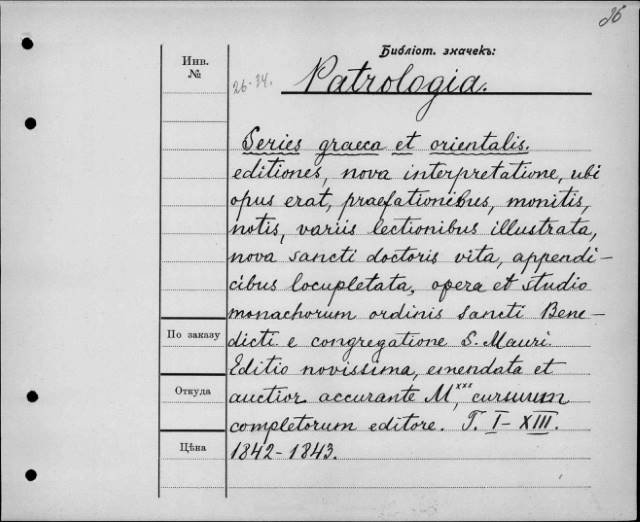 36
Библіот. значекъ:
Инв.
№
26-34.
Patrologia.
Series graeca et orientalis.
editiones, nova interpretatione, ubi
opus erat, praefationibus, monitis,
notis, variis lectionibus illustrata,
nova sancti doctoris vita, appendi-
cibus locupletata, opera et studio
monachorum ordinis sancti Bene-
По заказу
dicti e congregatione S. Mauri.
Editio novissima, emendata et
Откуда
auctior accurante M,xxx cursuum
completorum editore. T. I-XIII.
Цѣна
1842-1843.